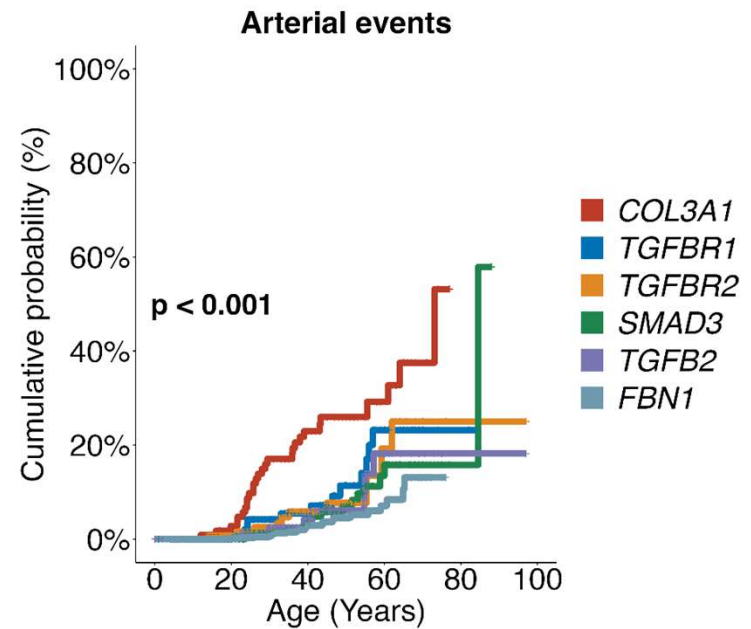 Arterial events
Cumulative probability (%)
100%
80%
60%
40%
20%
0%
p < 0.001
0 20 40 60 80 100
Age (Years)
COL3A1
TGFBR1
TGFBR2
SMAD3
TGFB2
FBN1